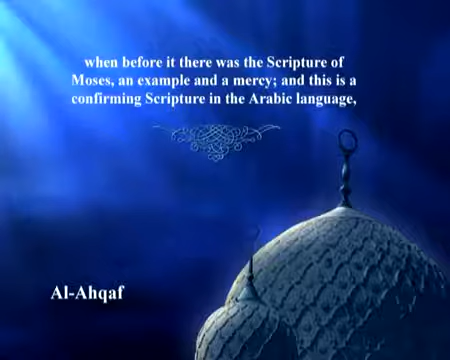 when before it there was the Scripture of
Moses, an example and a mercy; and this is a
confirming Scripture in the Arabic language,
Al-Ahqaf